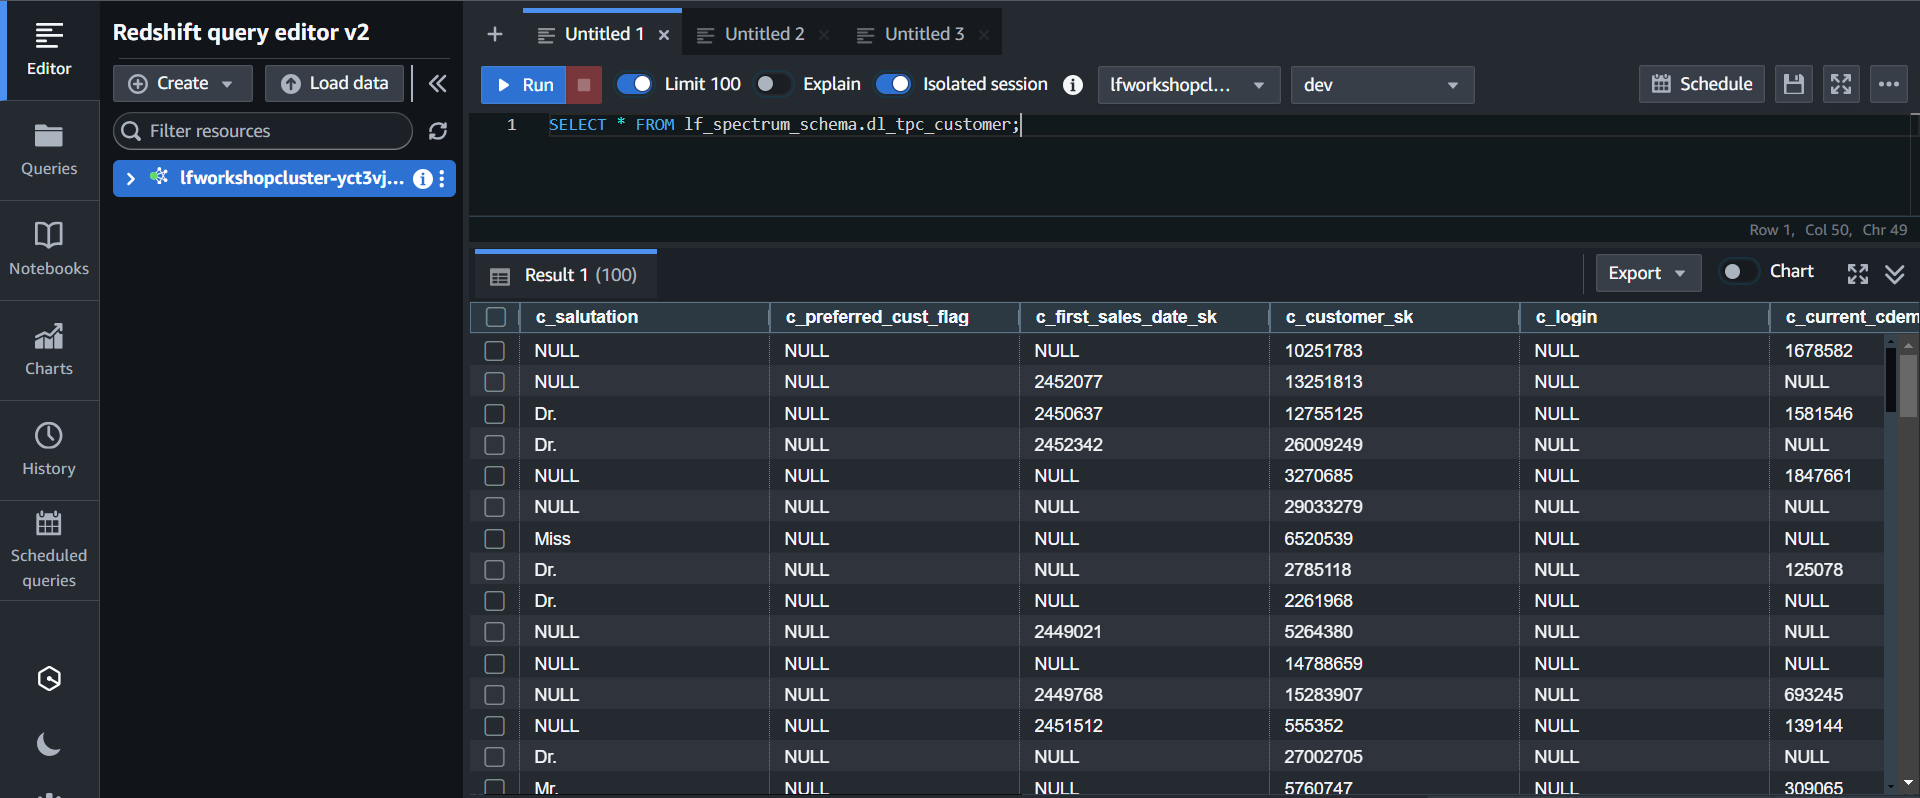 Editor
Queries
Notebooks
Charts
History
Scheduled
queries
Redshift query editor v2
Create
Load data
Filter resources
lfworkshopcluster-yct3vj...
Untitled 1
Untitled 2
Untitled 3
Run
Limit 100
Explain
Isolated session
lfworkshopcl...
dev
Schedule
1 SELECT * FROM lf_spectrum_schema.dl_tpc_customer;
Row 1, Col 50, Chr 49
Result 1 (100)
Export
Chart
c_salutation c_preferred_cust_flag c_first_sales_date_sk c_customer_sk c_login c_current_cdem
NULL NULL NULL 10251783 NULL 1678582
NULL NULL 2452077 13251813 NULL NULL
Dr. NULL 2450637 12755125 NULL 1581546
Dr. NULL 2452342 26009249 NULL NULL
NULL NULL NULL 3270685 NULL 1847661
NULL NULL NULL 29033279 NULL NULL
Miss NULL NULL 6520539 NULL NULL
Dr. NULL NULL 2785118 NULL 125078
Dr. NULL NULL 2261968 NULL NULL
NULL NULL 2449021 5264380 NULL NULL
NULL NULL NULL 14788659 NULL NULL
NULL NULL 2449768 15283907 NULL 693245
NULL NULL 2451512 555352 NULL 139144
Dr. NULL NULL 27002705 NULL NULL
Mr. NULL NULL 5760747 NULL 309065